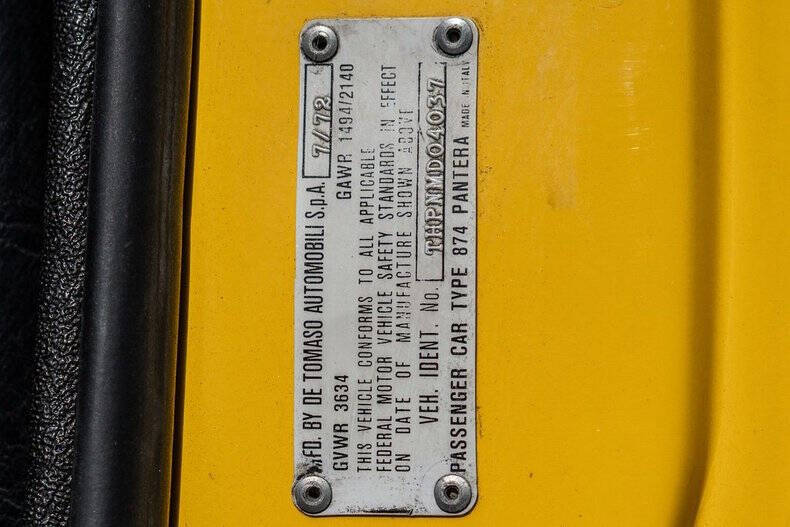 MFD. BY DE TOMASO AUTOMOBILI S.p.A. 7/72
GVWR 3634 GAWR 1494/2140
THIS VEHICLE CONFORMS TO ALL APPLICABLE
FEDERAL MOTOR VEHICLE SAFETY STANDARDS IN EFFECT
ON DATE OF MANUFACTURE SHOWN ABOVE
VEH. IDENT. No. THPNMD04037
PASSENGER CAR TYPE 874 PANTERA MADE IN ITALY